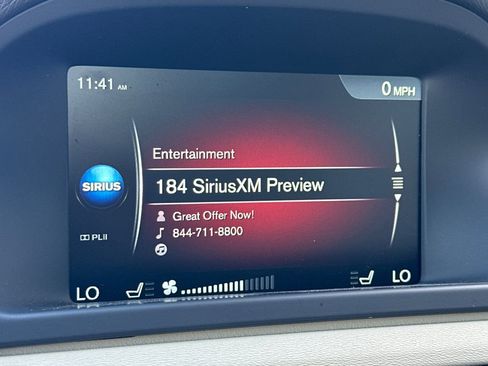 11:41 AM
0 MPH
Entertainment
184 SiriusXM Preview
SIRIUS
Great Offer Now!
844-711-8800
PLII
LO
LO